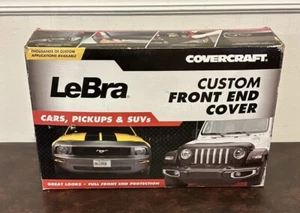 THOUSANDS OF CUSTOM
APPLICATIONS AVAILABLE
COVERCRAFT.
LeBra
CUSTOM
FRONT END
COVER
CARS, PICKUPS & SUVs
GREAT LOOKS • FULL FRONT END PROTECTION